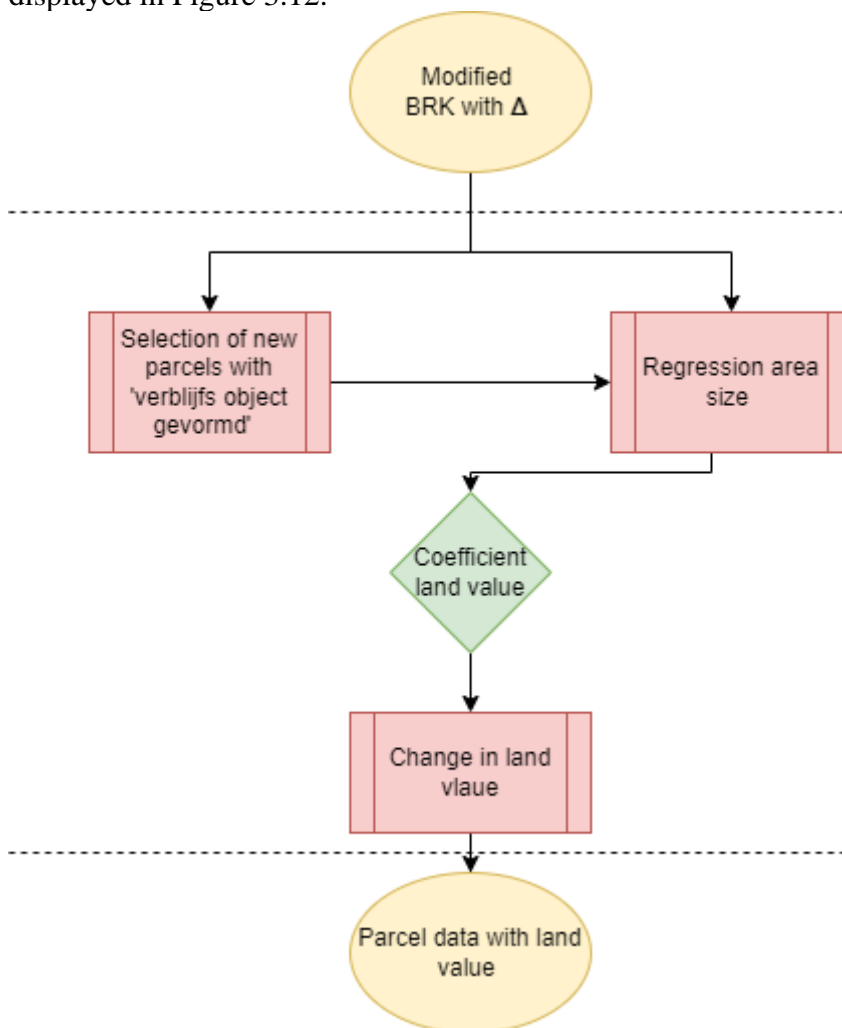 displayed in Figure 3.12.
Modified
BRK with Δ
Selection of new
parcels with
'verblijfs object
gevormd'
Regression area
size
Coefficient
land value
Change in land
vlaue
Parcel data with land
value